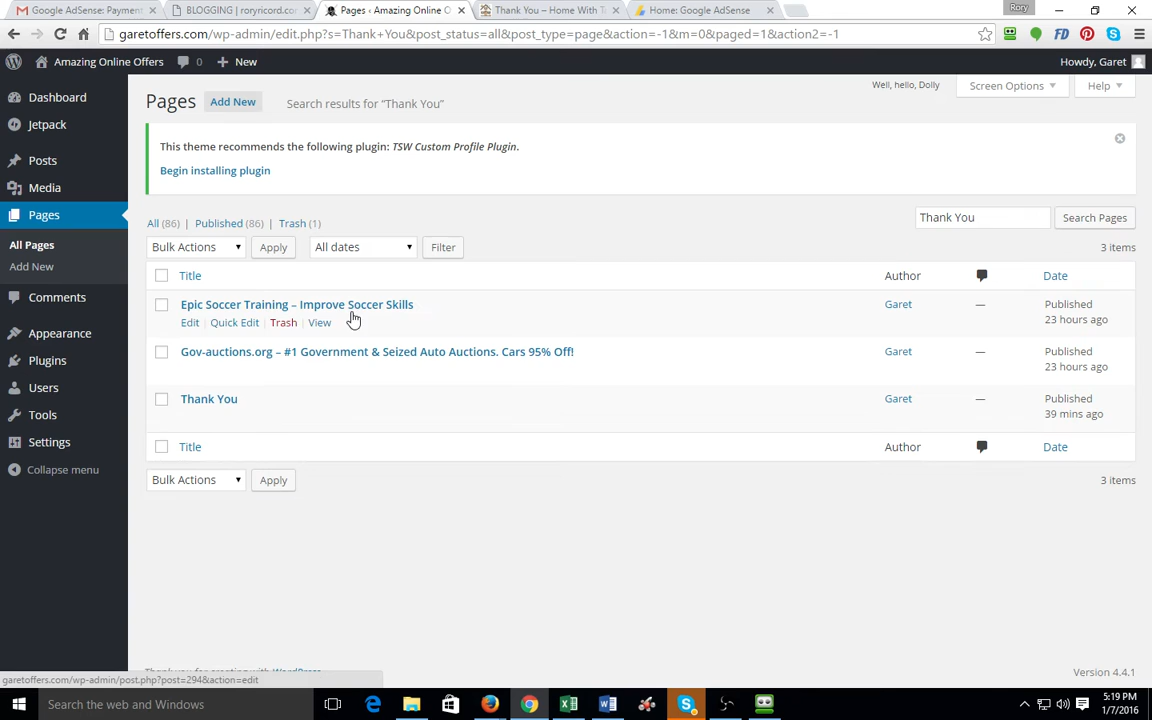 Google AdSense: Payment
BLOGGING | roryricord.com
Pages ‹ Amazing Online O
Thank You – Home With T
Home: Google AdSense
Rory
garetoffers.com/wp-admin/edit.php?s=Thank+You&post_status=all&post_type=page&action=-1&m=0&paged=1&action2=-1
FD
Amazing Online Offers
0
New
Howdy, Garet
Dashboard
Jetpack
Posts
Media
Pages
All Pages
Add New
Comments
Appearance
Plugins
Users
Tools
Settings
Collapse menu
Well, hello, Dolly
Screen Options
Help
Pages
Add New
Search results for “Thank You”
This theme recommends the following plugin: TSW Custom Profile Plugin.
Begin installing plugin
All (86) | Published (86) | Trash (1)
Thank You
Search Pages
Bulk Actions
Apply
All dates
Filter
3 items
Title
Author
Date
Epic Soccer Training – Improve Soccer Skills
Edit | Quick Edit | Trash | View
Garet
—
Published
23 hours ago
Gov-auctions.org – #1 Government & Seized Auto Auctions. Cars 95% Off!
Garet
—
Published
23 hours ago
Thank You
Garet
—
Published
39 mins ago
Title
Author
Date
Bulk Actions
Apply
3 items
Thank you for creating with WordPress
Version 4.4.1
garetoffers.com/wp-admin/post.php?post=294&action=edit
Search the web and Windows
5:19 PM
1/7/2016